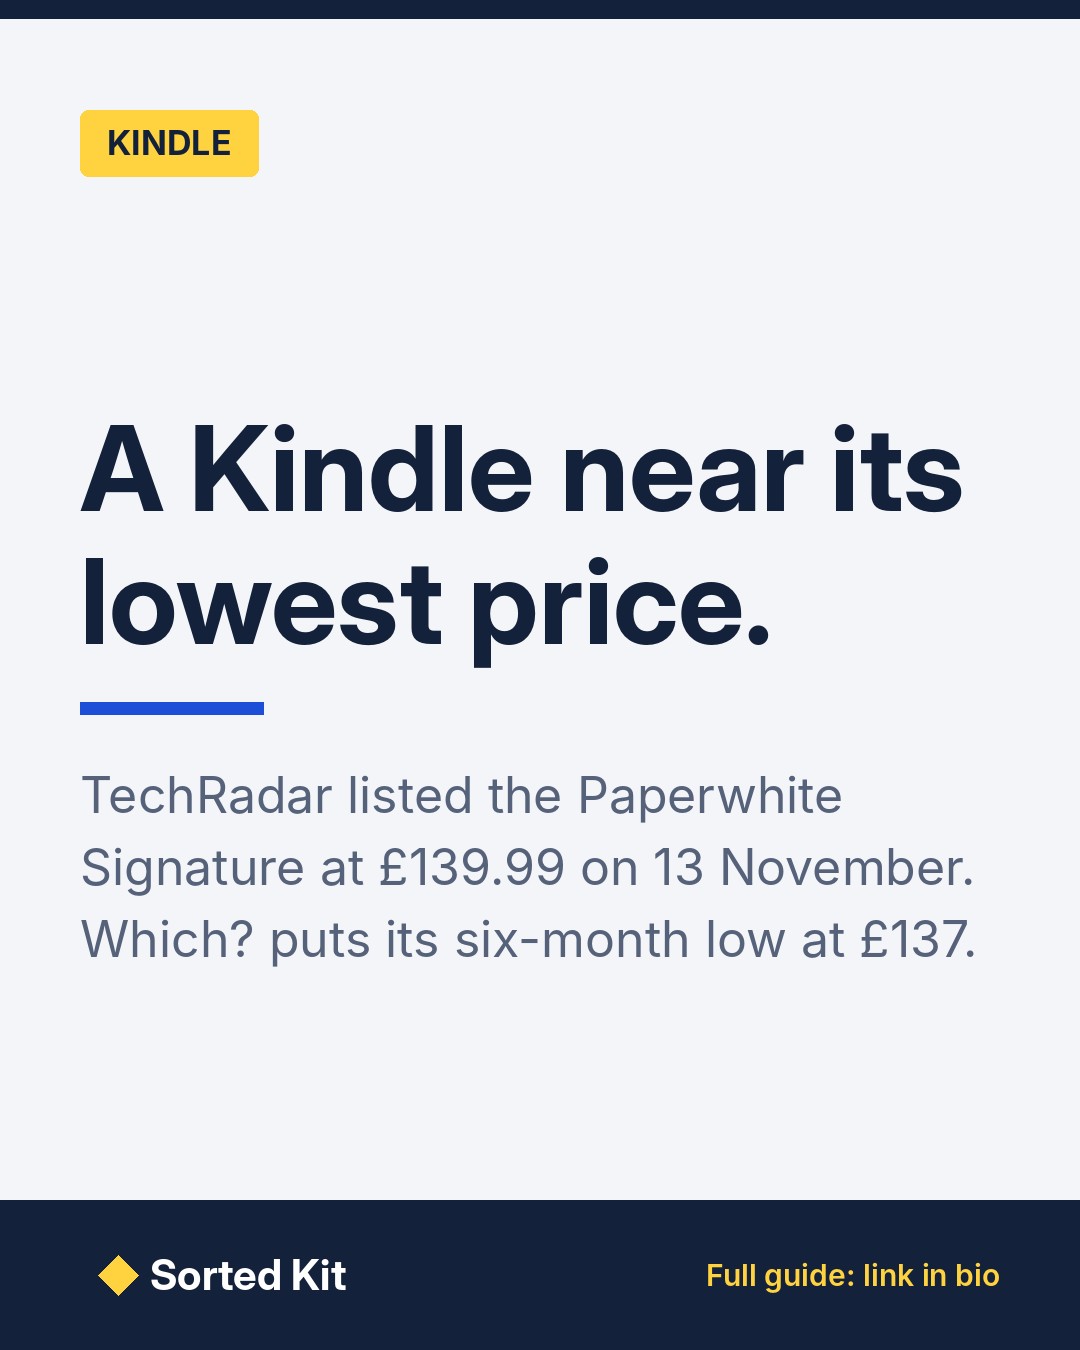 KINDLE
A Kindle near its
lowest price.
TechRadar listed the Paperwhite
Signature at £139.99 on 13 November.
Which? puts its six-month low at £137.
Sorted Kit
Full guide: link in bio